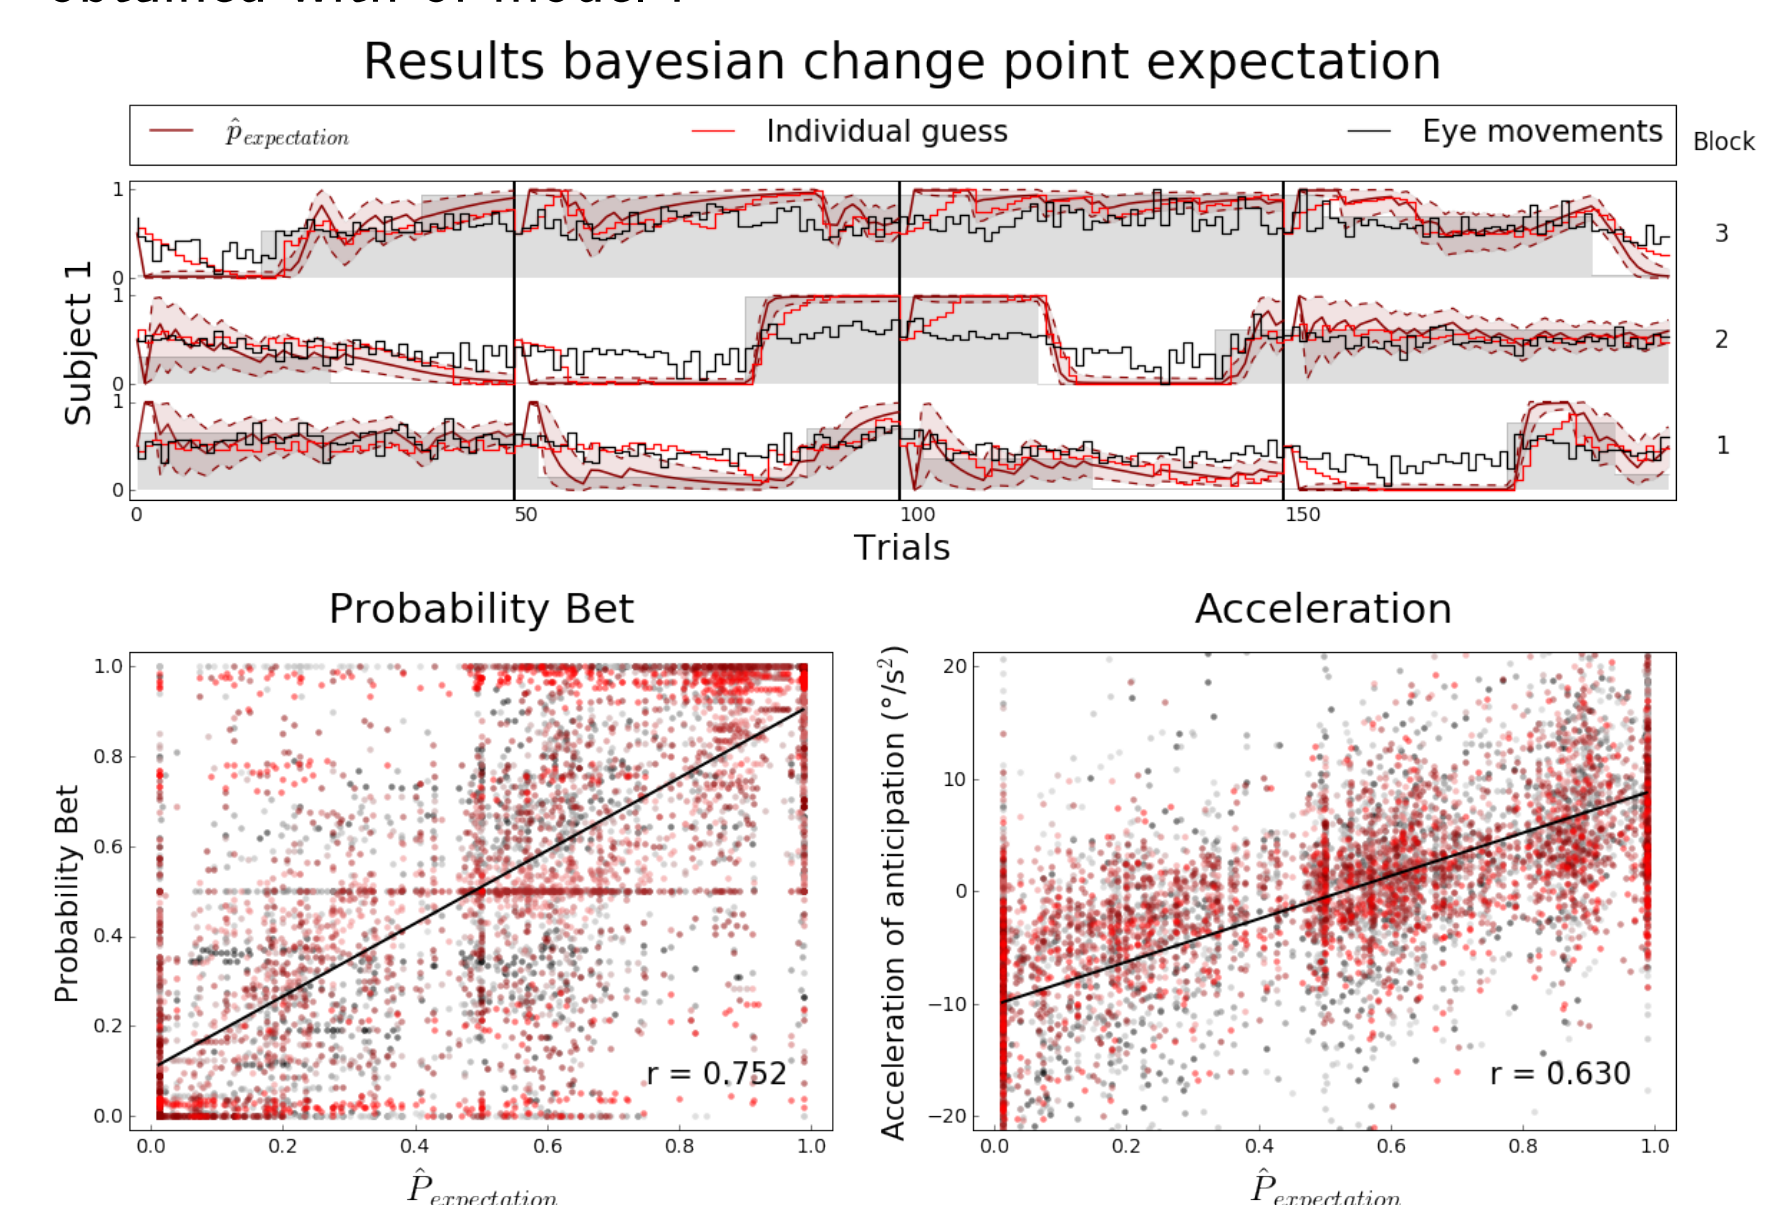 obtained with of model :
Results bayesian change point expectation
p̂ expectation Individual guess Eye movements
Block
1
0
3
Subject 1
1
0
2
1
0
1
0 50 100 150
Trials
Probability Bet
Probability Bet
1.0
0.8
0.6
0.4
0.2
0.0
0.0 0.2 0.4 0.6 0.8 1.0
r = 0.752
P̂ expectation
Acceleration
Acceleration of anticipation (°/s²)
20
10
0
−10
−20
0.0 0.2 0.4 0.6 0.8 1.0
r = 0.630
P̂ expectation